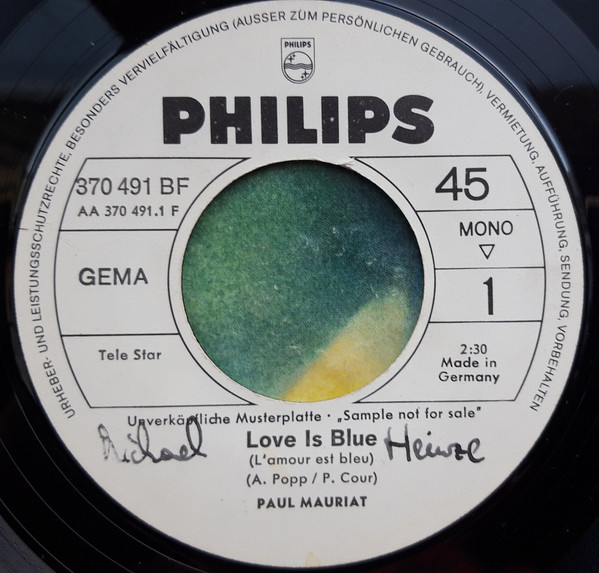 URHEBER- UND LEISTUNGSSCHUTZRECHTE, BESONDERS VERVIELFÄLTIGUNG (AUSSER ZUM PERSÖNLICHEN GEBRAUCH), VERMIETUNG, AUFFÜHRUNG, SENDUNG, VORBEHALTEN
PHILIPS
PHILIPS
370 491 BF
AA 370 491.1 F
GEMA
Tele Star
45
MONO
1
2:30
Made in
Germany
Unverkäufliche Musterplatte · „Sample not for sale"
Michael Love Is Blue Heinze
(L'amour est bleu)
(A. Popp / P. Cour)
PAUL MAURIAT